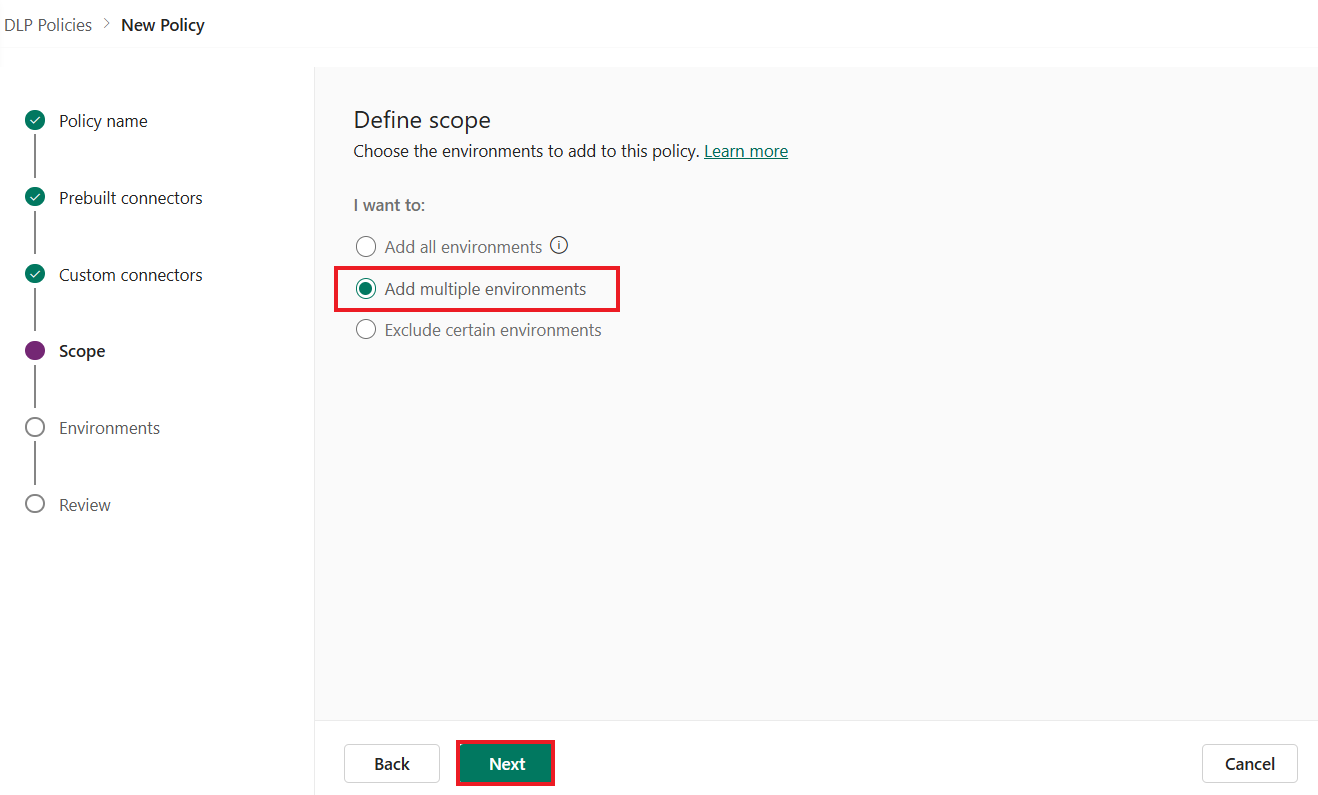 DLP Policies > New Policy
Policy name
Prebuilt connectors
Custom connectors
Scope
Environments
Review
Define scope
Choose the environments to add to this policy. Learn more
I want to:
Add all environments
Add multiple environments
Exclude certain environments
Back
Next
Cancel